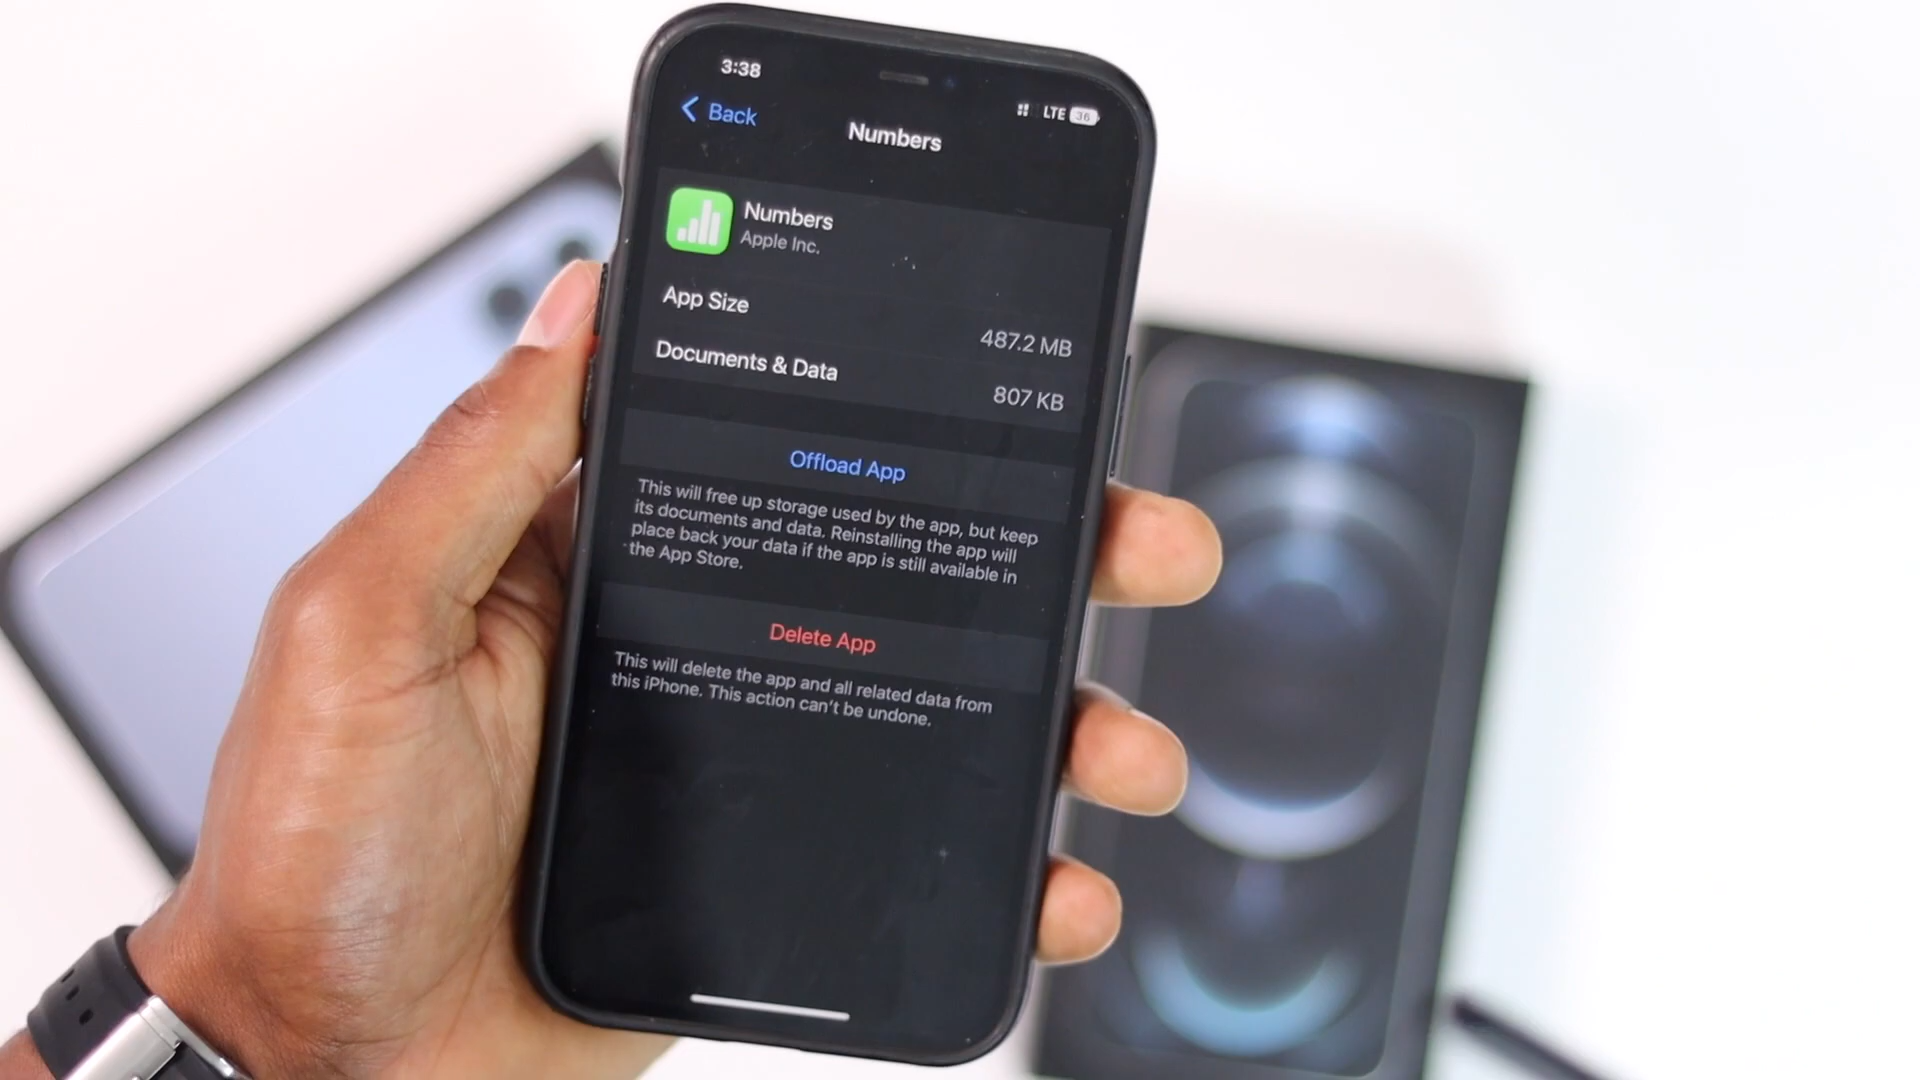 3:38
LTE 36
Back
Numbers
Numbers
Apple Inc.
App Size
487.2 MB
Documents & Data
807 KB
Offload App
This will free up storage used by the app, but keep
its documents and data. Reinstalling the app will
place back your data if the app is still available in
the App Store.
Delete App
This will delete the app and all related data from
this iPhone. This action can't be undone.